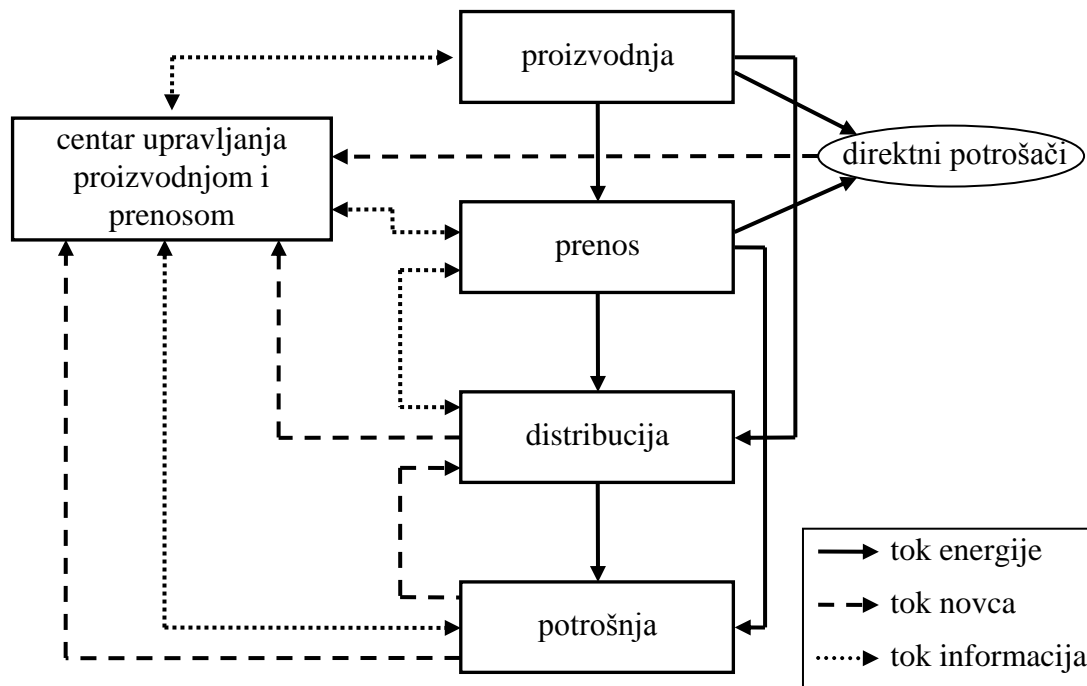 proizvodnja
centar upravljanja
proizvodnjom i
prenosom
direktni potrošači
prenos
distribucija
potrošnja
tok energije
tok novca
tok informacija